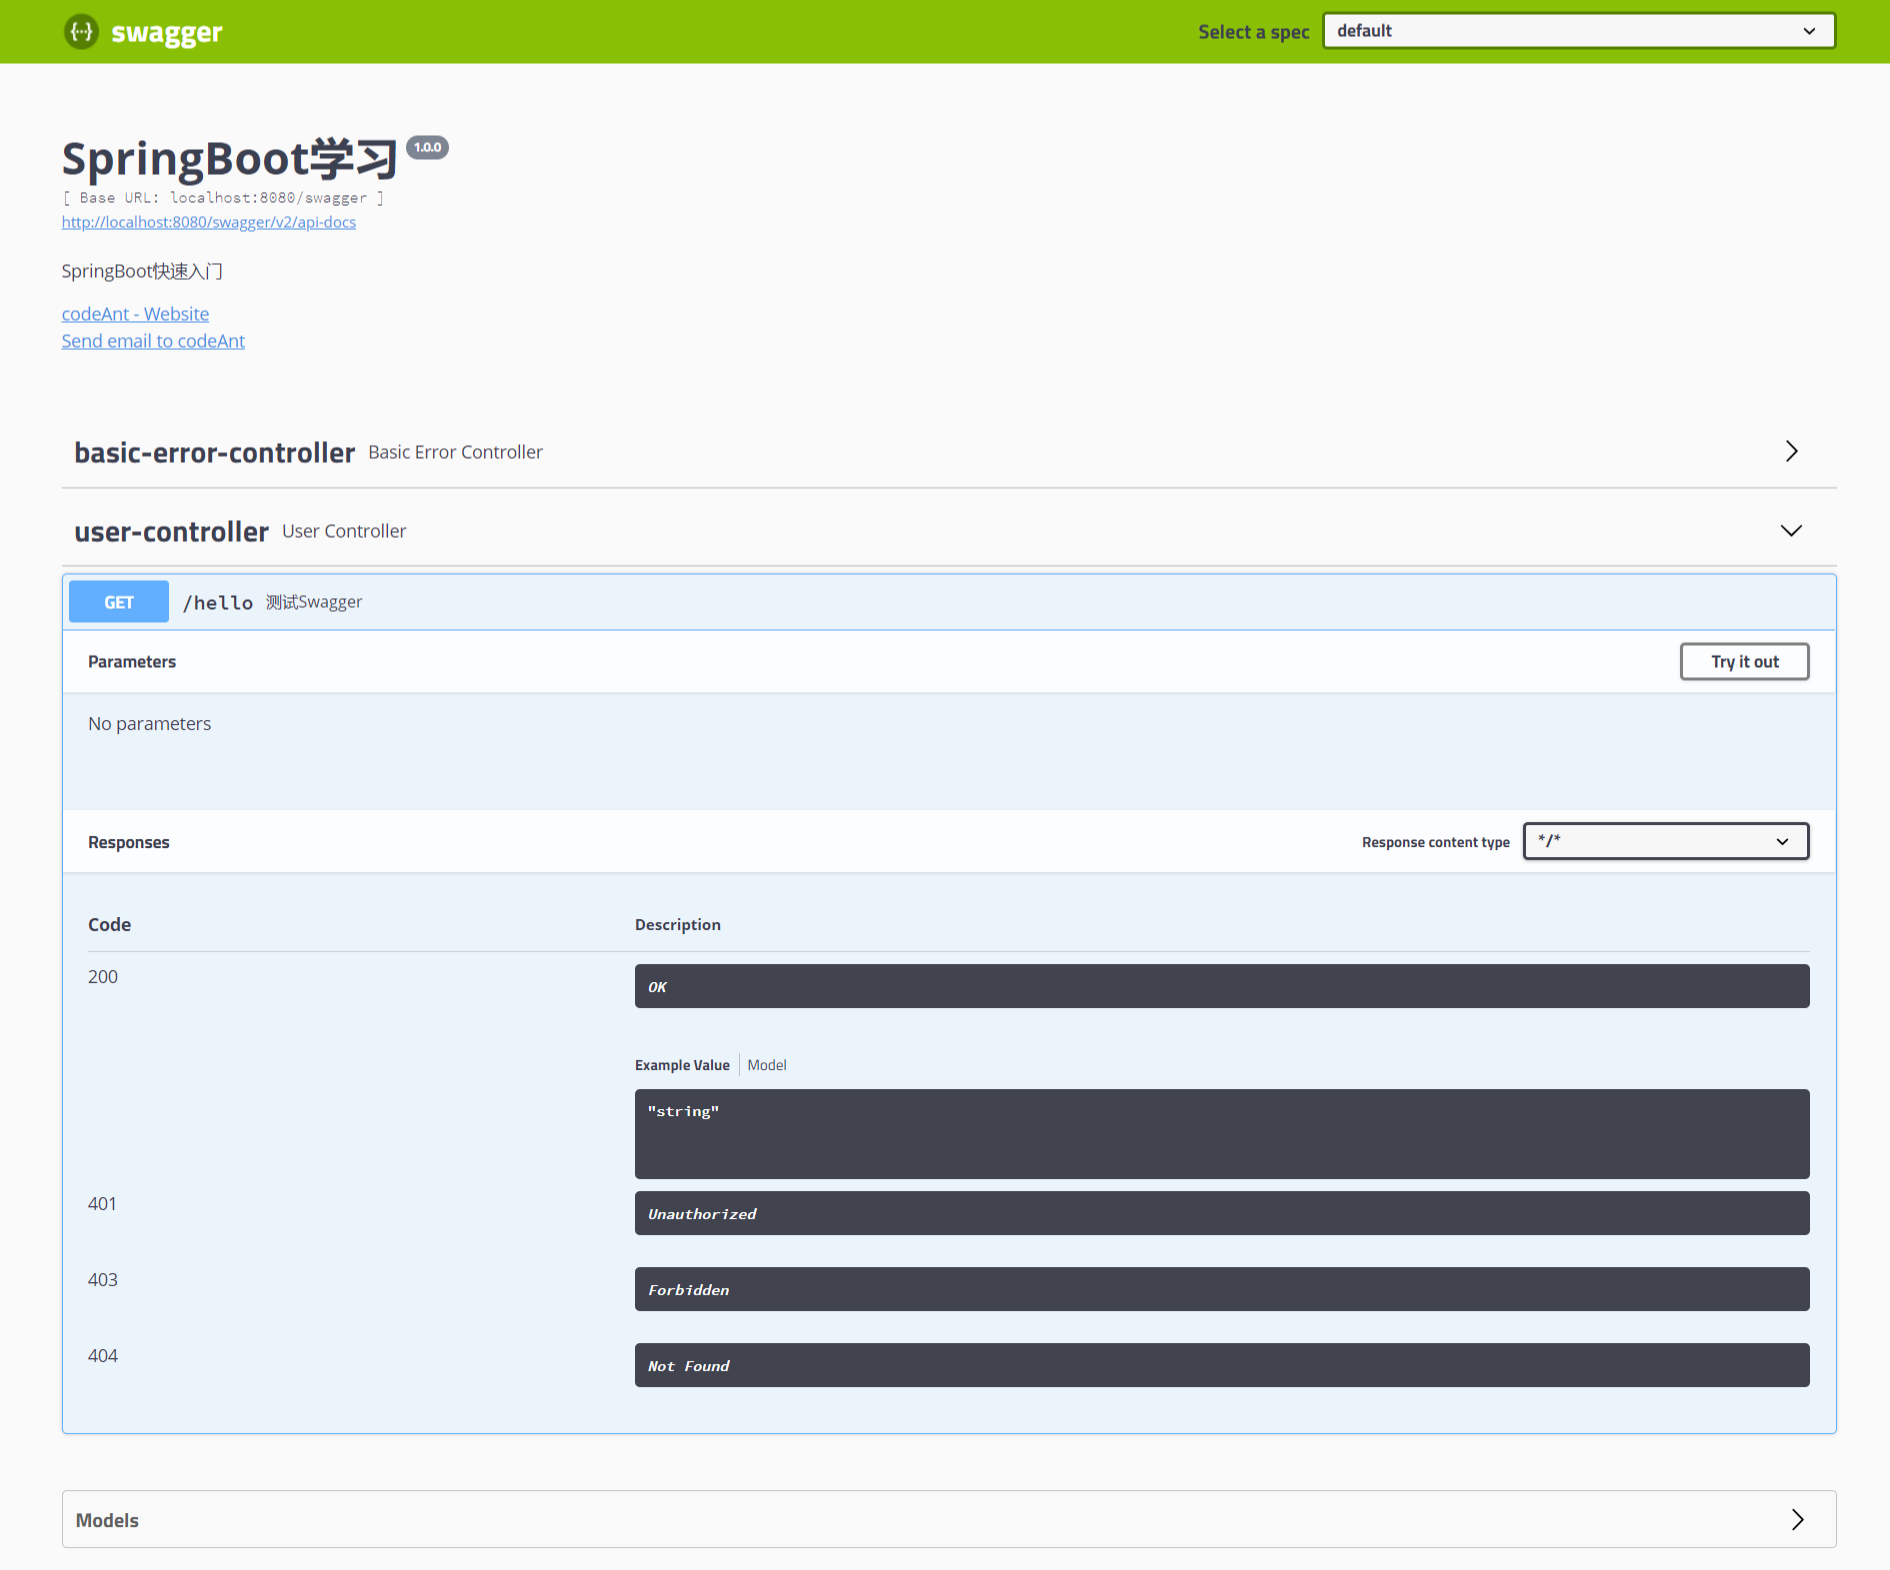 swagger
Select a spec default
SpringBoot学习 1.0.0
[ Base URL: localhost:8080/swagger ]
http://localhost:8080/swagger/v2/api-docs
SpringBoot快速入门
codeAnt - Website
Send email to codeAnt
basic-error-controller Basic Error Controller
user-controller User Controller
GET /hello 测试Swagger
Parameters Try it out
No parameters
Responses Response content type */*
Code Description
200 OK
Example Value Model
"string"
401 Unauthorized
403 Forbidden
404 Not Found
Models